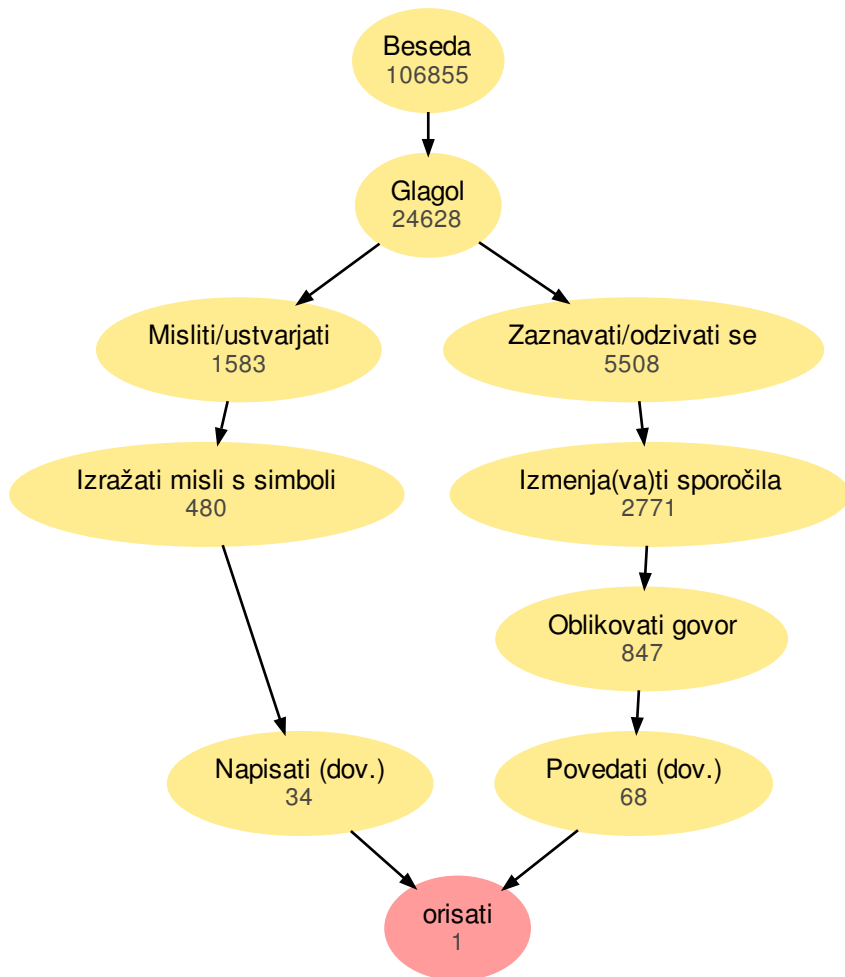 Beseda
106855
Glagol
24628
Misliti/ustvarjati
1583
Zaznavati/odzivati se
5508
Izražati misli s simboli
480
Izmenja(va)ti sporočila
2771
Oblikovati govor
847
Napisati (dov.)
34
Povedati (dov.)
68
orisati
1